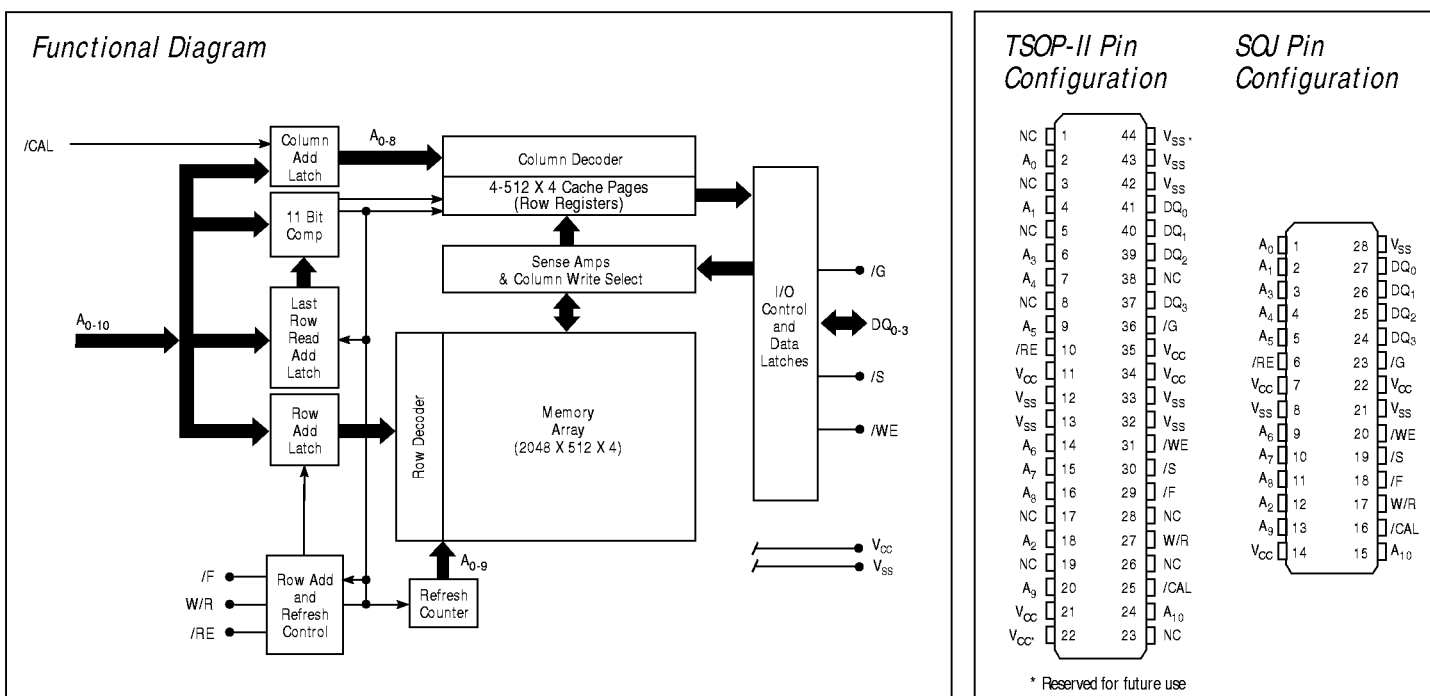 Functional Diagram
/CAL
Column
Add
Latch
A0-8
Column Decoder
4-512 X 4 Cache Pages
(Row Registers)
11 Bit
Comp
Sense Amps
& Column Write Select
Last
Row
Read Add
Latch
A0-10
I/O
Control
and
Data
Latches
/G
DQ0-3
/S
/WE
Row
Add
Latch
Row Decoder
Memory
Array
(2048 X 512 X 4)
A0-9
VCC
VSS
/F
W/R
/RE
Row Add
and
Refresh
Control
Refresh
Counter
TSOP-II Pin
Configuration
NC 1 44 VSS*
A0 2 43 VSS
NC 3 42 VSS
A1 4 41 DQ0
NC 5 40 DQ1
A3 6 39 DQ2
A4 7 38 NC
NC 8 37 DQ3
A5 9 36 /G
/RE 10 35 VCC
VCC 11 34 VCC
VSS 12 33 VSS
VSS 13 32 VSS
A6 14 31 /WE
A7 15 30 /S
A8 16 29 /F
NC 17 28 NC
A2 18 27 W/R
NC 19 26 NC
A9 20 25 /CAL
VCC 21 24 A10
VCC* 22 23 NC
* Reserved for future use
SOJ Pin
Configuration
A0 1 28 VSS
A1 2 27 DQ0
A3 3 26 DQ1
A4 4 25 DQ2
A5 5 24 DQ3
/RE 6 23 /G
VCC 7 22 VCC
VSS 8 21 VSS
A6 9 20 /WE
A7 10 19 /S
A8 11 18 /F
A2 12 17 W/R
A9 13 16 /CAL
VCC 14 15 A10